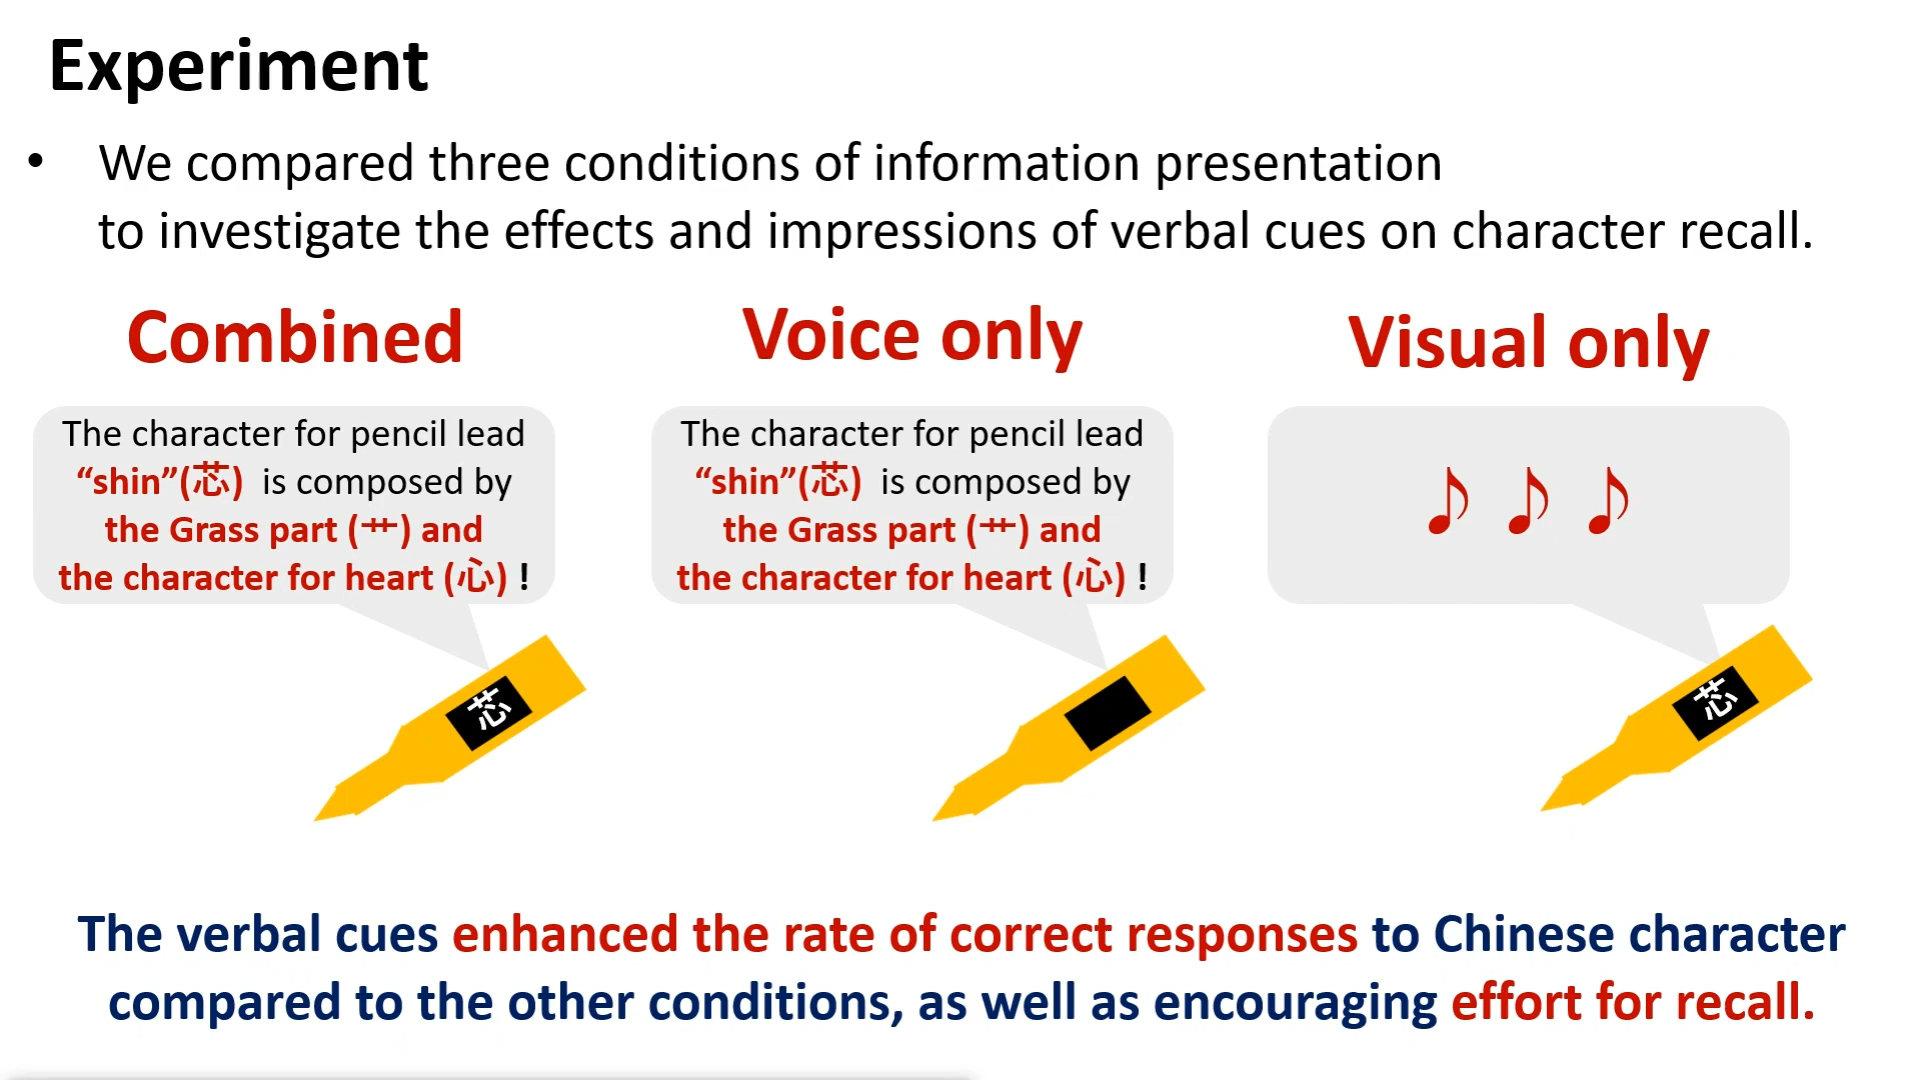 Experiment
• We compared three conditions of information presentation
to investigate the effects and impressions of verbal cues on character recall.
Combined
The character for pencil lead
“shin”(芯) is composed by
the Grass part (艹) and
the character for heart (心) !
芯
Voice only
The character for pencil lead
“shin”(芯) is composed by
the Grass part (艹) and
the character for heart (心) !
Visual only
♪ ♪ ♪
芯
The verbal cues enhanced the rate of correct responses to Chinese character
compared to the other conditions, as well as encouraging effort for recall.